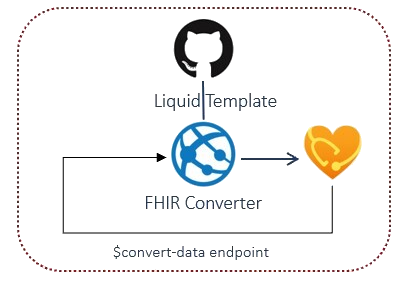 Liquid Template
FHIR Converter
$convert-data endpoint